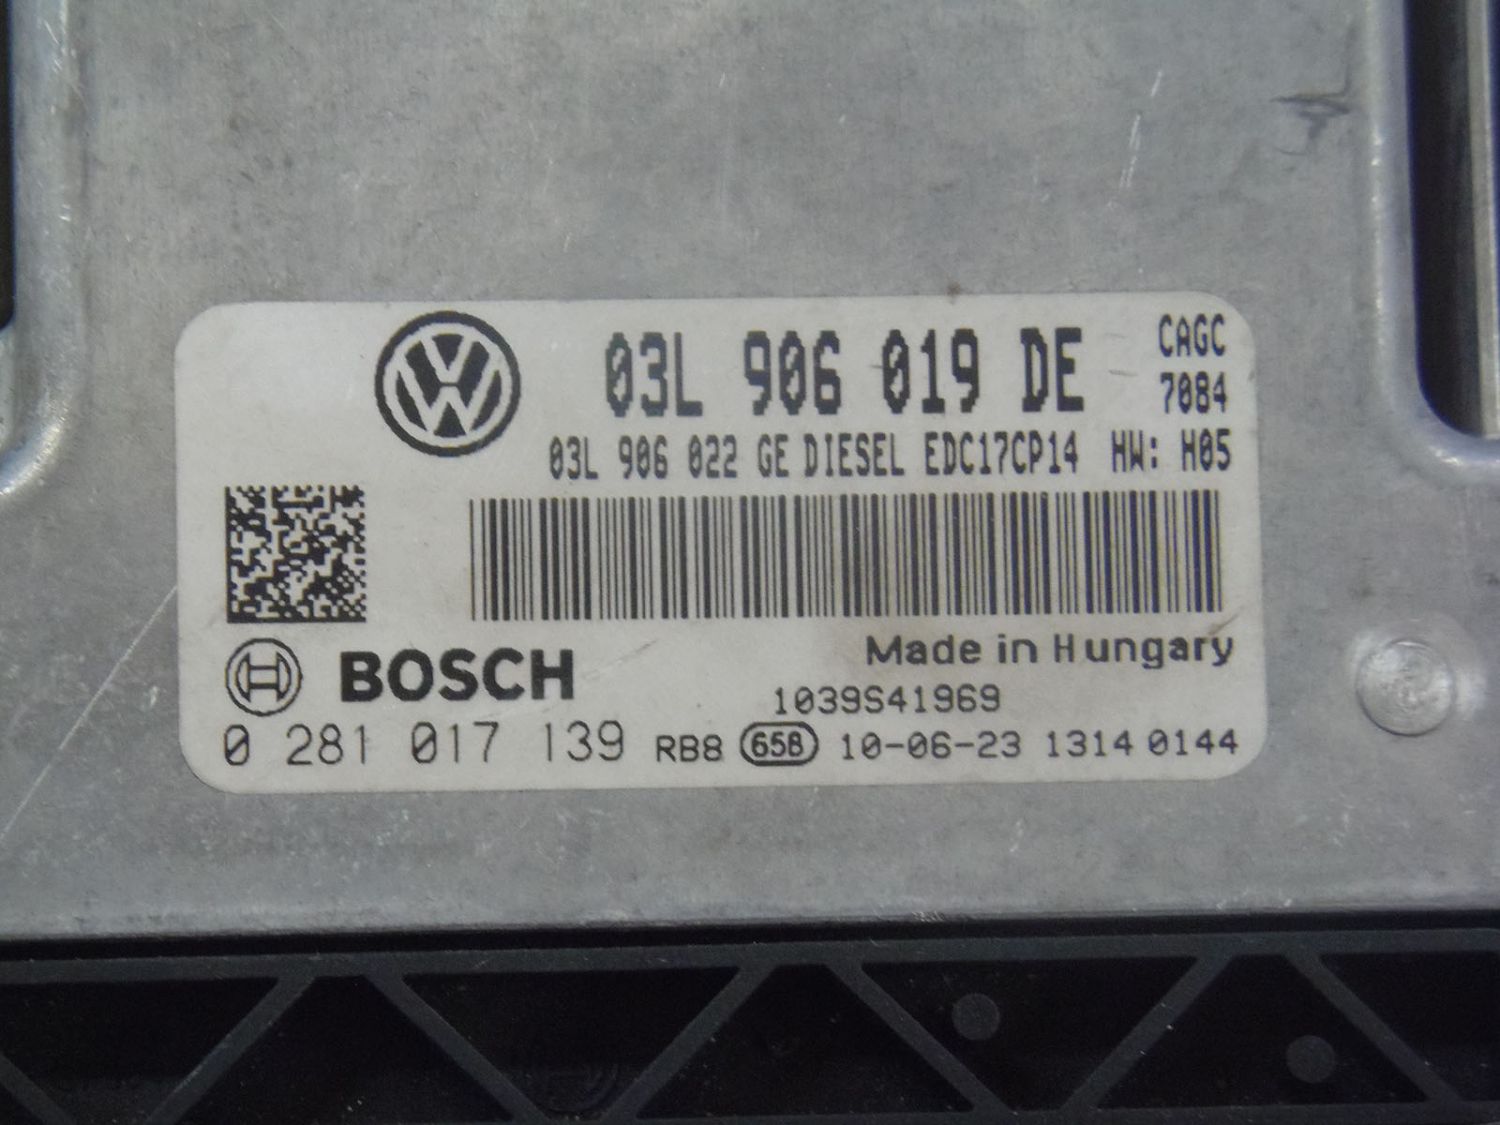 03L 906 019 DE CAGC
7084
03L 906 022 GE DIESEL EDC17CP14 HW: H05
Made in Hungary
BOSCH
1039S41969
0 281 017 139 RB8 65B 10-06-23 1314 0144